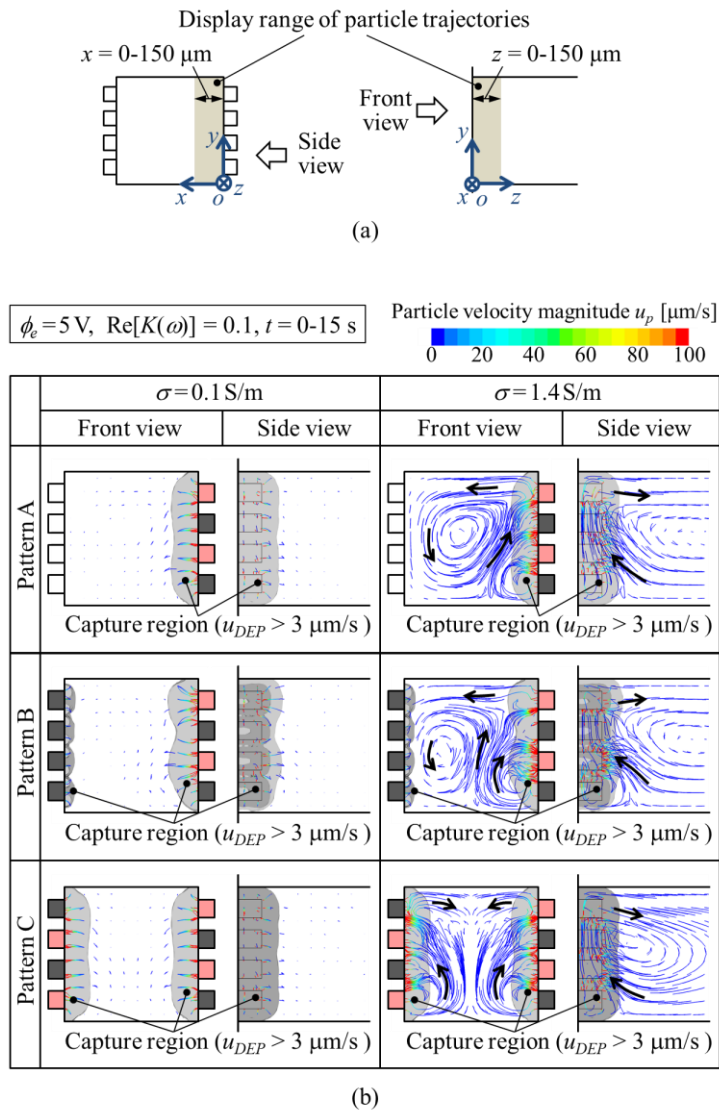 Display range of particle trajectories
x = 0-150 μm
z = 0-150 μm
Front view
Side view
y
x
o
z
y
x
o
z
(a)
ϕe = 5 V, Re[K(ω)] = 0.1, t = 0-15 s
Particle velocity magnitude up [μm/s]
0 20 40 60 80 100
σ = 0.1 S/m
σ = 1.4 S/m
Front view
Side view
Front view
Side view
Pattern A
Capture region (uDEP > 3 μm/s )
Capture region (uDEP > 3 μm/s )
Pattern B
Capture region (uDEP > 3 μm/s )
Capture region (uDEP > 3 μm/s )
Pattern C
Capture region (uDEP > 3 μm/s )
Capture region (uDEP > 3 μm/s )
(b)